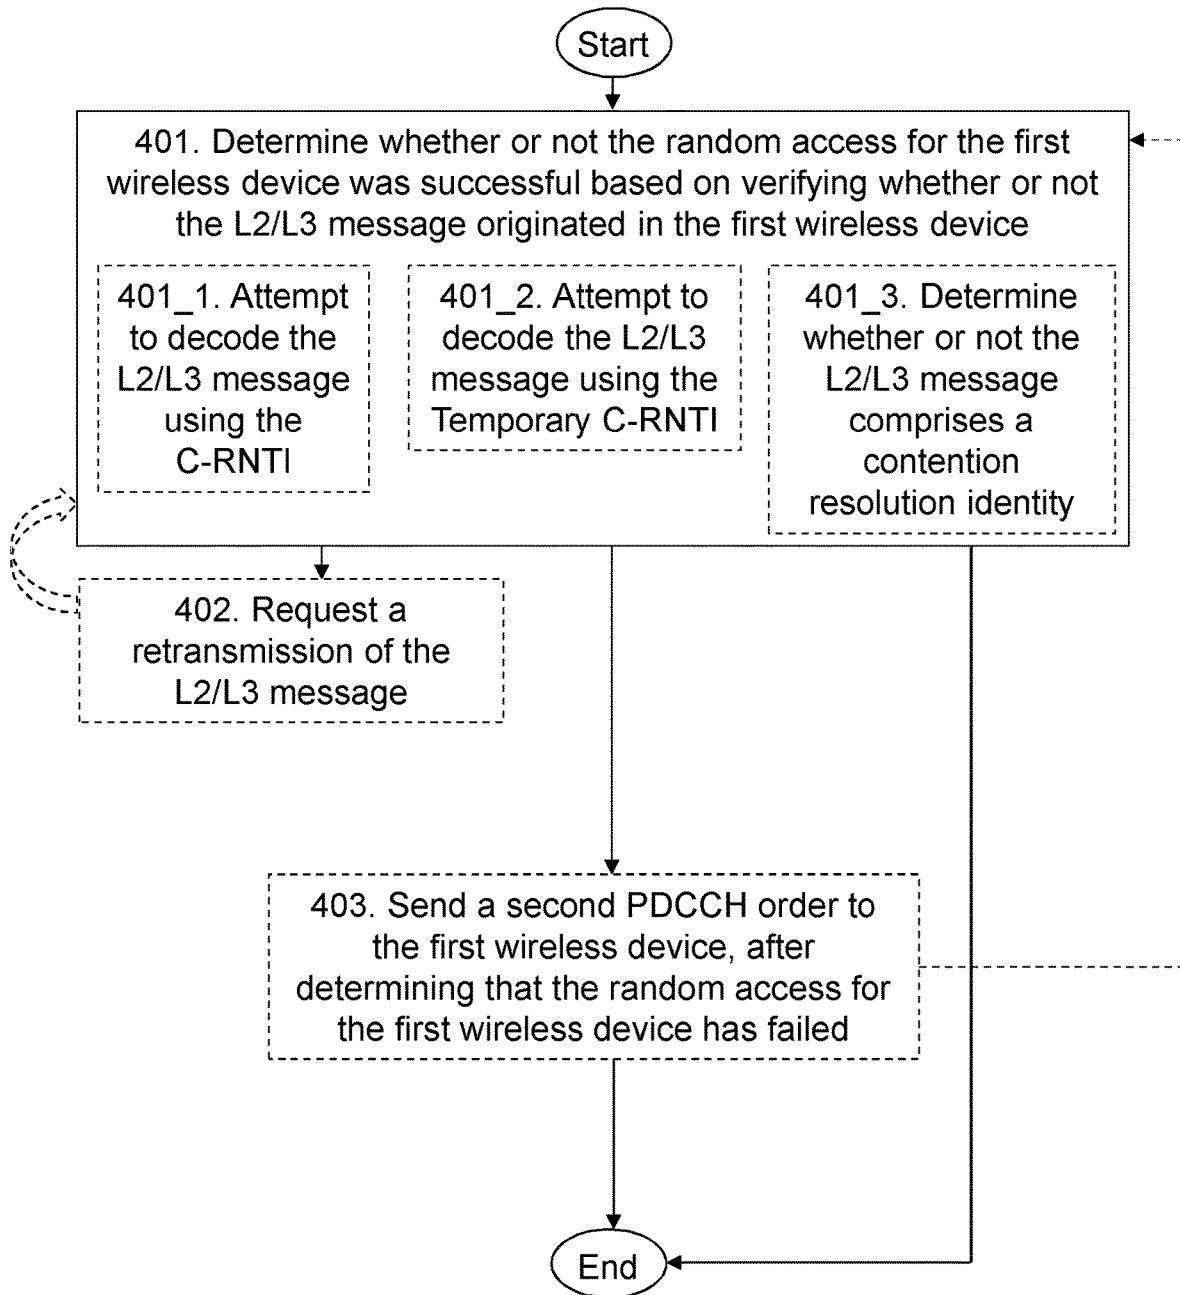 Start
401. Determine whether or not the random access for the first
wireless device was successful based on verifying whether or not
the L2/L3 message originated in the first wireless device
401_1. Attempt
to decode the
L2/L3 message
using the
C-RNTI
401_2. Attempt to
decode the L2/L3
message using the
Temporary C-RNTI
401_3. Determine
whether or not the
L2/L3 message
comprises a
contention
resolution identity
402. Request a
retransmission of the
L2/L3 message
403. Send a second PDCCH order to
the first wireless device, after
determining that the random access for
the first wireless device has failed
End